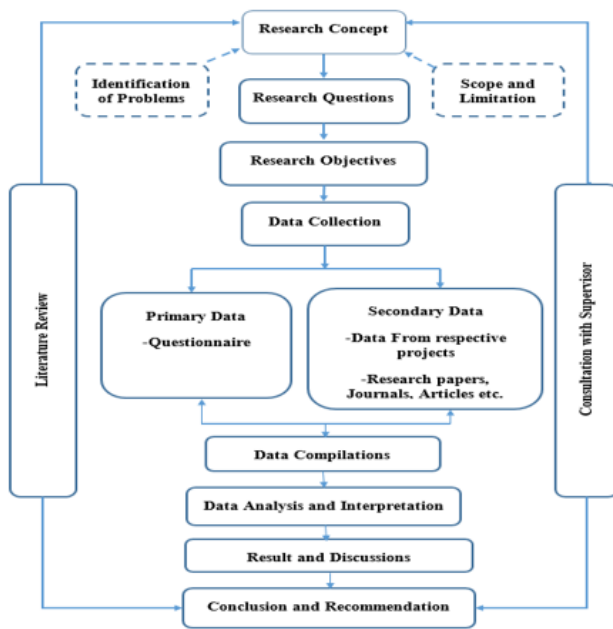 Research Concept
Identification
of Problems
Scope and
Limitation
Research Questions
Research Objectives
Data Collection
Literature Review
Consultation with Supervisor
Primary Data
-Questionnaire
Secondary Data
-Data From respective
projects
-Research papers,
Journals, Articles etc.
Data Compilations
Data Analysis and Interpretation
Result and Discussions
Conclusion and Recommendation